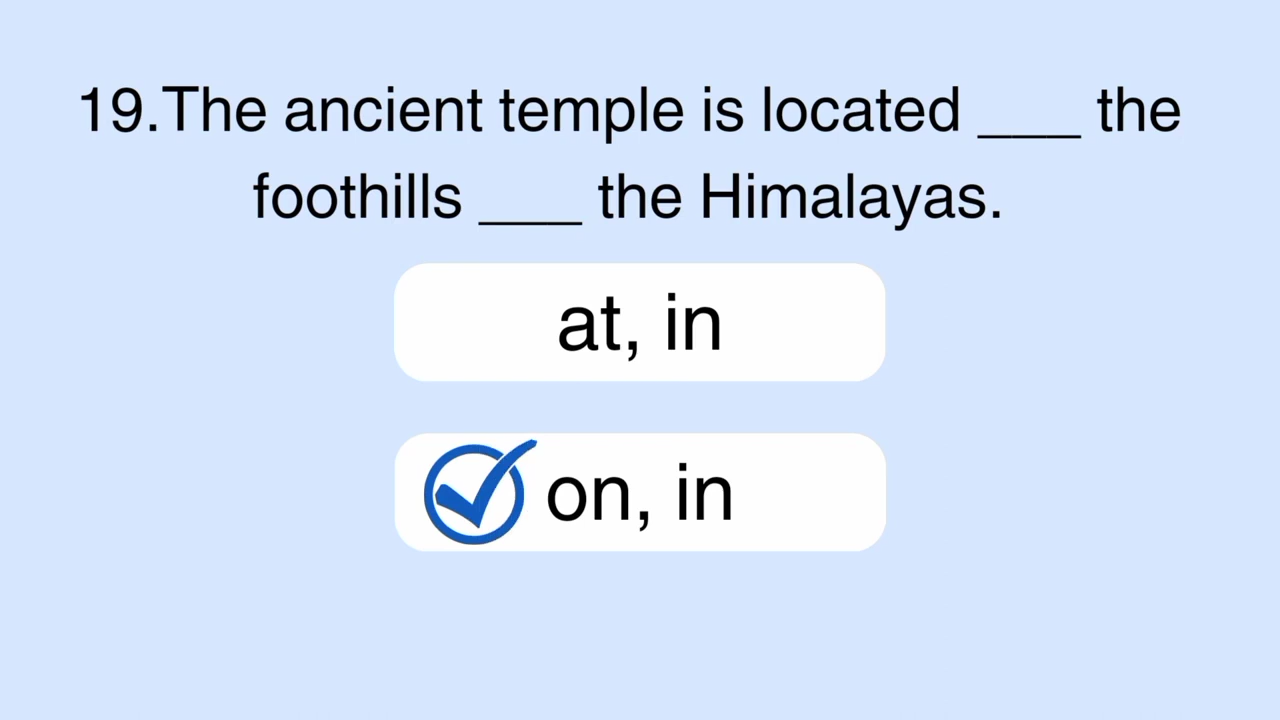 19.The ancient temple is located ___ the
foothills ___ the Himalayas.
at, in
on, in